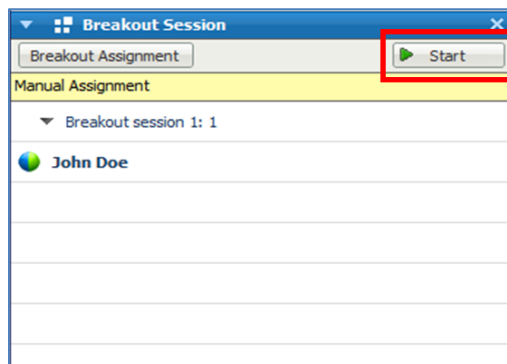 Breakout Session
Breakout Assignment Start
Manual Assignment
Breakout session 1: 1
John Doe